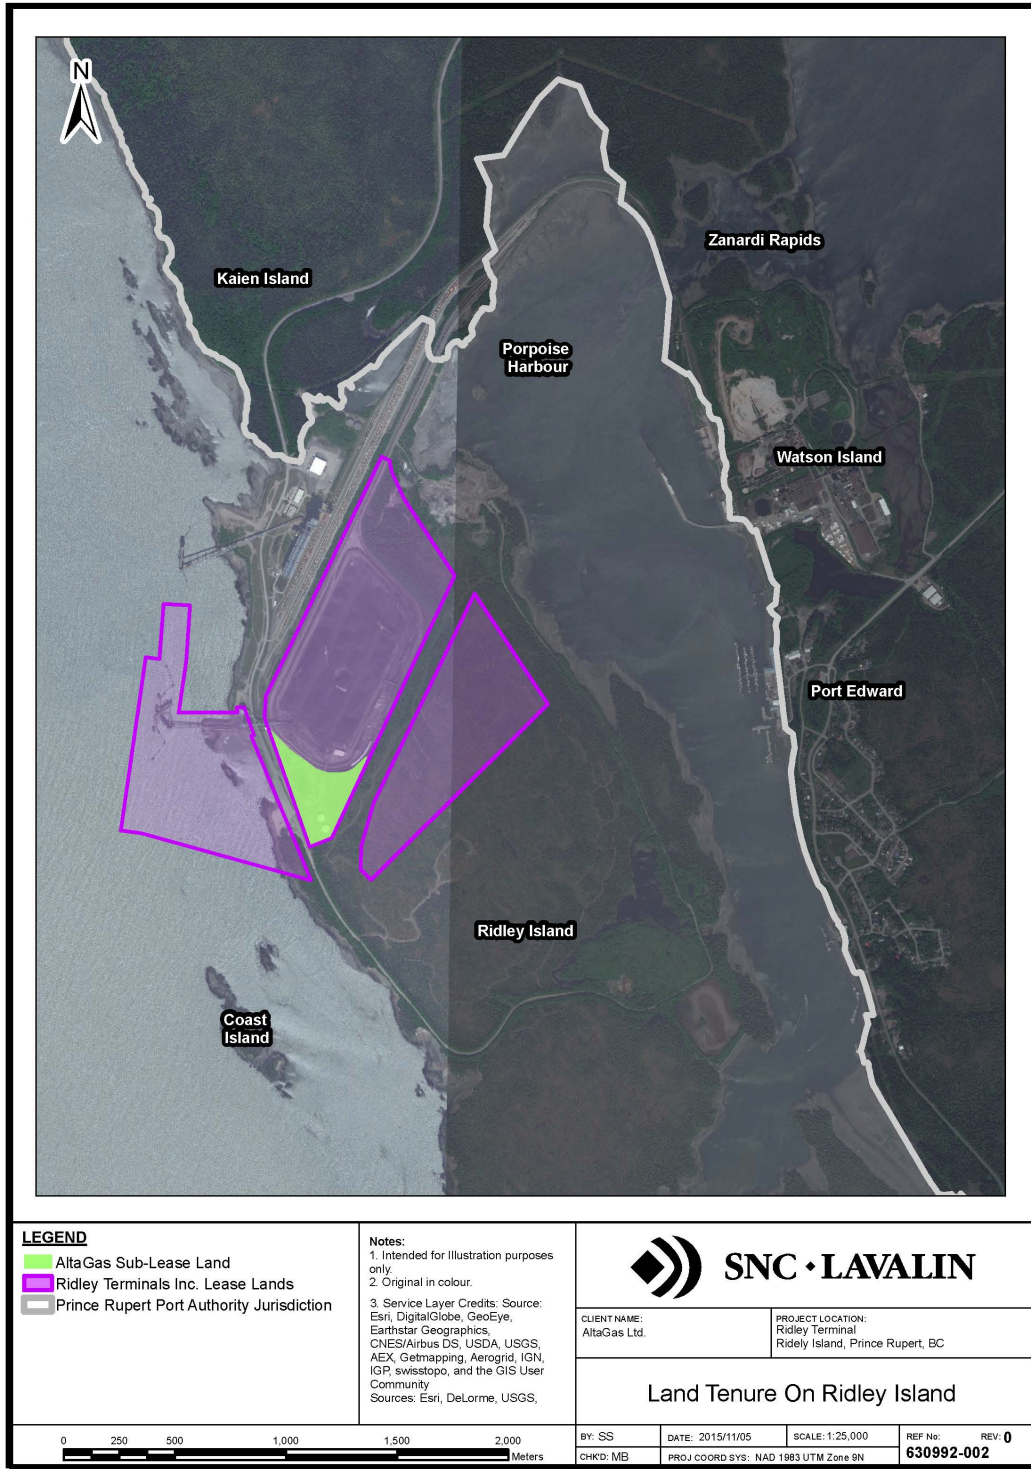 N
Zanardi Rapids
Kaien Island
Porpoise
Harbour
Watson Island
Port Edward
Ridley Island
Coast
Island
LEGEND
AltaGas Sub-Lease Land
Ridley Terminals Inc. Lease Lands
Prince Rupert Port Authority Jurisdiction
Notes:
1. Intended for Illustration purposes
only.
2. Original in colour.
3. Service Layer Credits: Source:
Esri, DigitalGlobe, GeoEye,
Earthstar Geographics,
CNES/Airbus DS, USDA, USGS,
AEX, Getmapping, Aerogrid, IGN,
IGP, swisstopo, and the GIS User
Community
Sources: Esri, DeLorme, USGS,
SNC • LAVALIN
CLIENT NAME:
AltaGas Ltd.
PROJECT LOCATION:
Ridley Terminal
Ridely Island, Prince Rupert, BC
Land Tenure On Ridley Island
0 250 500 1,000 1,500 2,000
Meters
BY: SS
DATE: 2015/11/05
SCALE: 1:25,000
REF No:
REV: 0
630992-002
CHK'D: MB
PROJ COORD SYS: NAD 1983 UTM Zone 9N